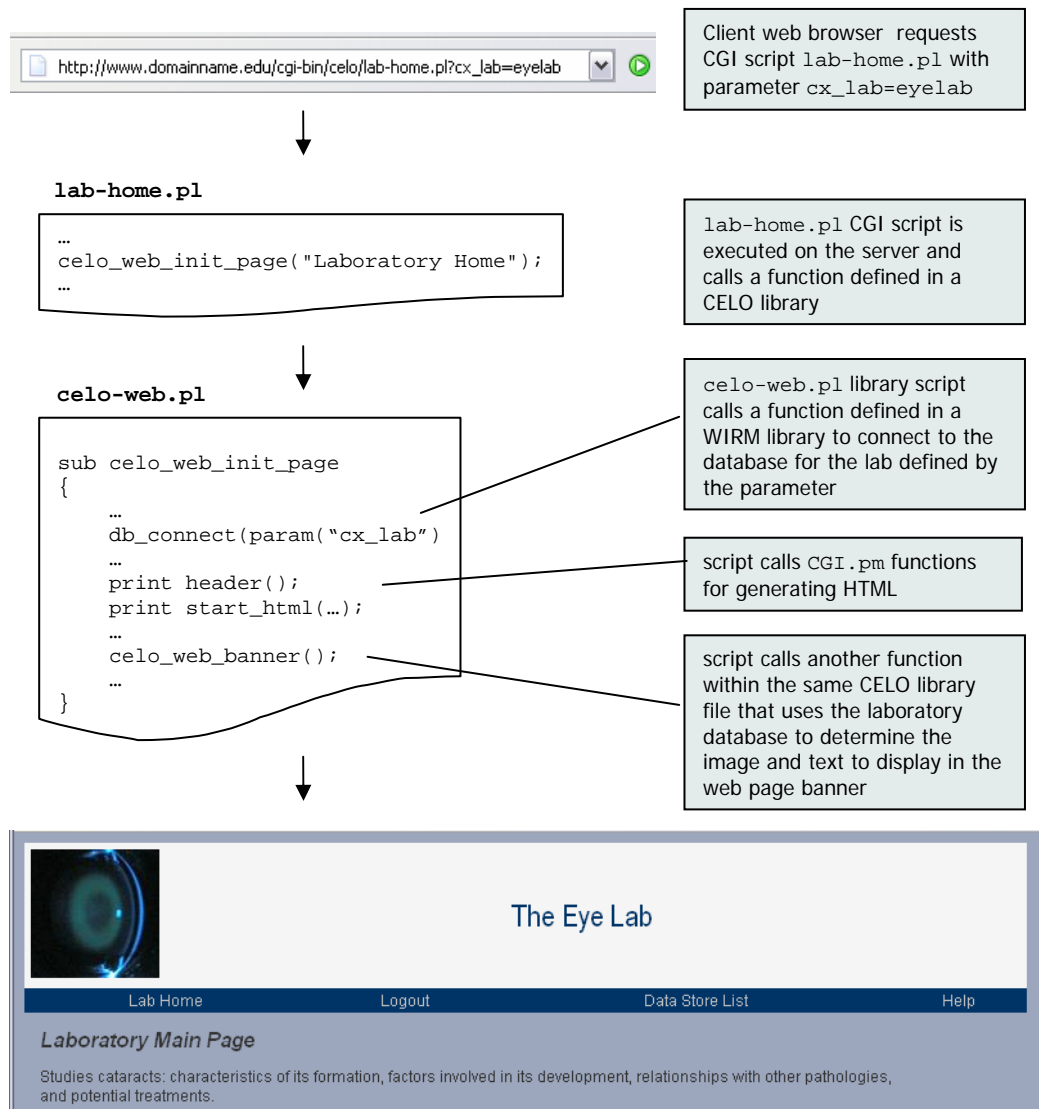 http://www.domainname.edu/cgi-bin/celo/lab-home.pl?cx_lab=eyelab
Client web browser requests
CGI script lab-home.pl with
parameter cx_lab=eyelab
lab-home.pl
…
celo_web_init_page("Laboratory Home");
…
lab-home.pl CGI script is
executed on the server and
calls a function defined in a
CELO library
celo-web.pl
sub celo_web_init_page
{
…
db_connect(param(“cx_lab”)
…
print header();
print start_html(…);
…
celo_web_banner();
…
}
celo-web.pl library script
calls a function defined in a
WIRM library to connect to the
database for the lab defined by
the parameter
script calls CGI.pm functions
for generating HTML
script calls another function
within the same CELO library
file that uses the laboratory
database to determine the
image and text to display in the
web page banner
The Eye Lab
Lab Home Logout Data Store List Help
Laboratory Main Page
Studies cataracts: characteristics of its formation, factors involved in its development, relationships with other pathologies,
and potential treatments.